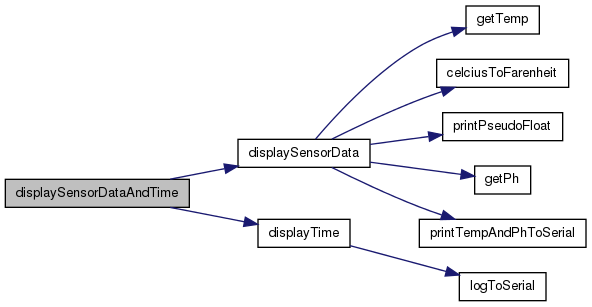 getTemp
celciusToFarenheit
printPseudoFloat
displaySensorData
getPh
displaySensorDataAndTime
displayTime
printTempAndPhToSerial
logToSerial